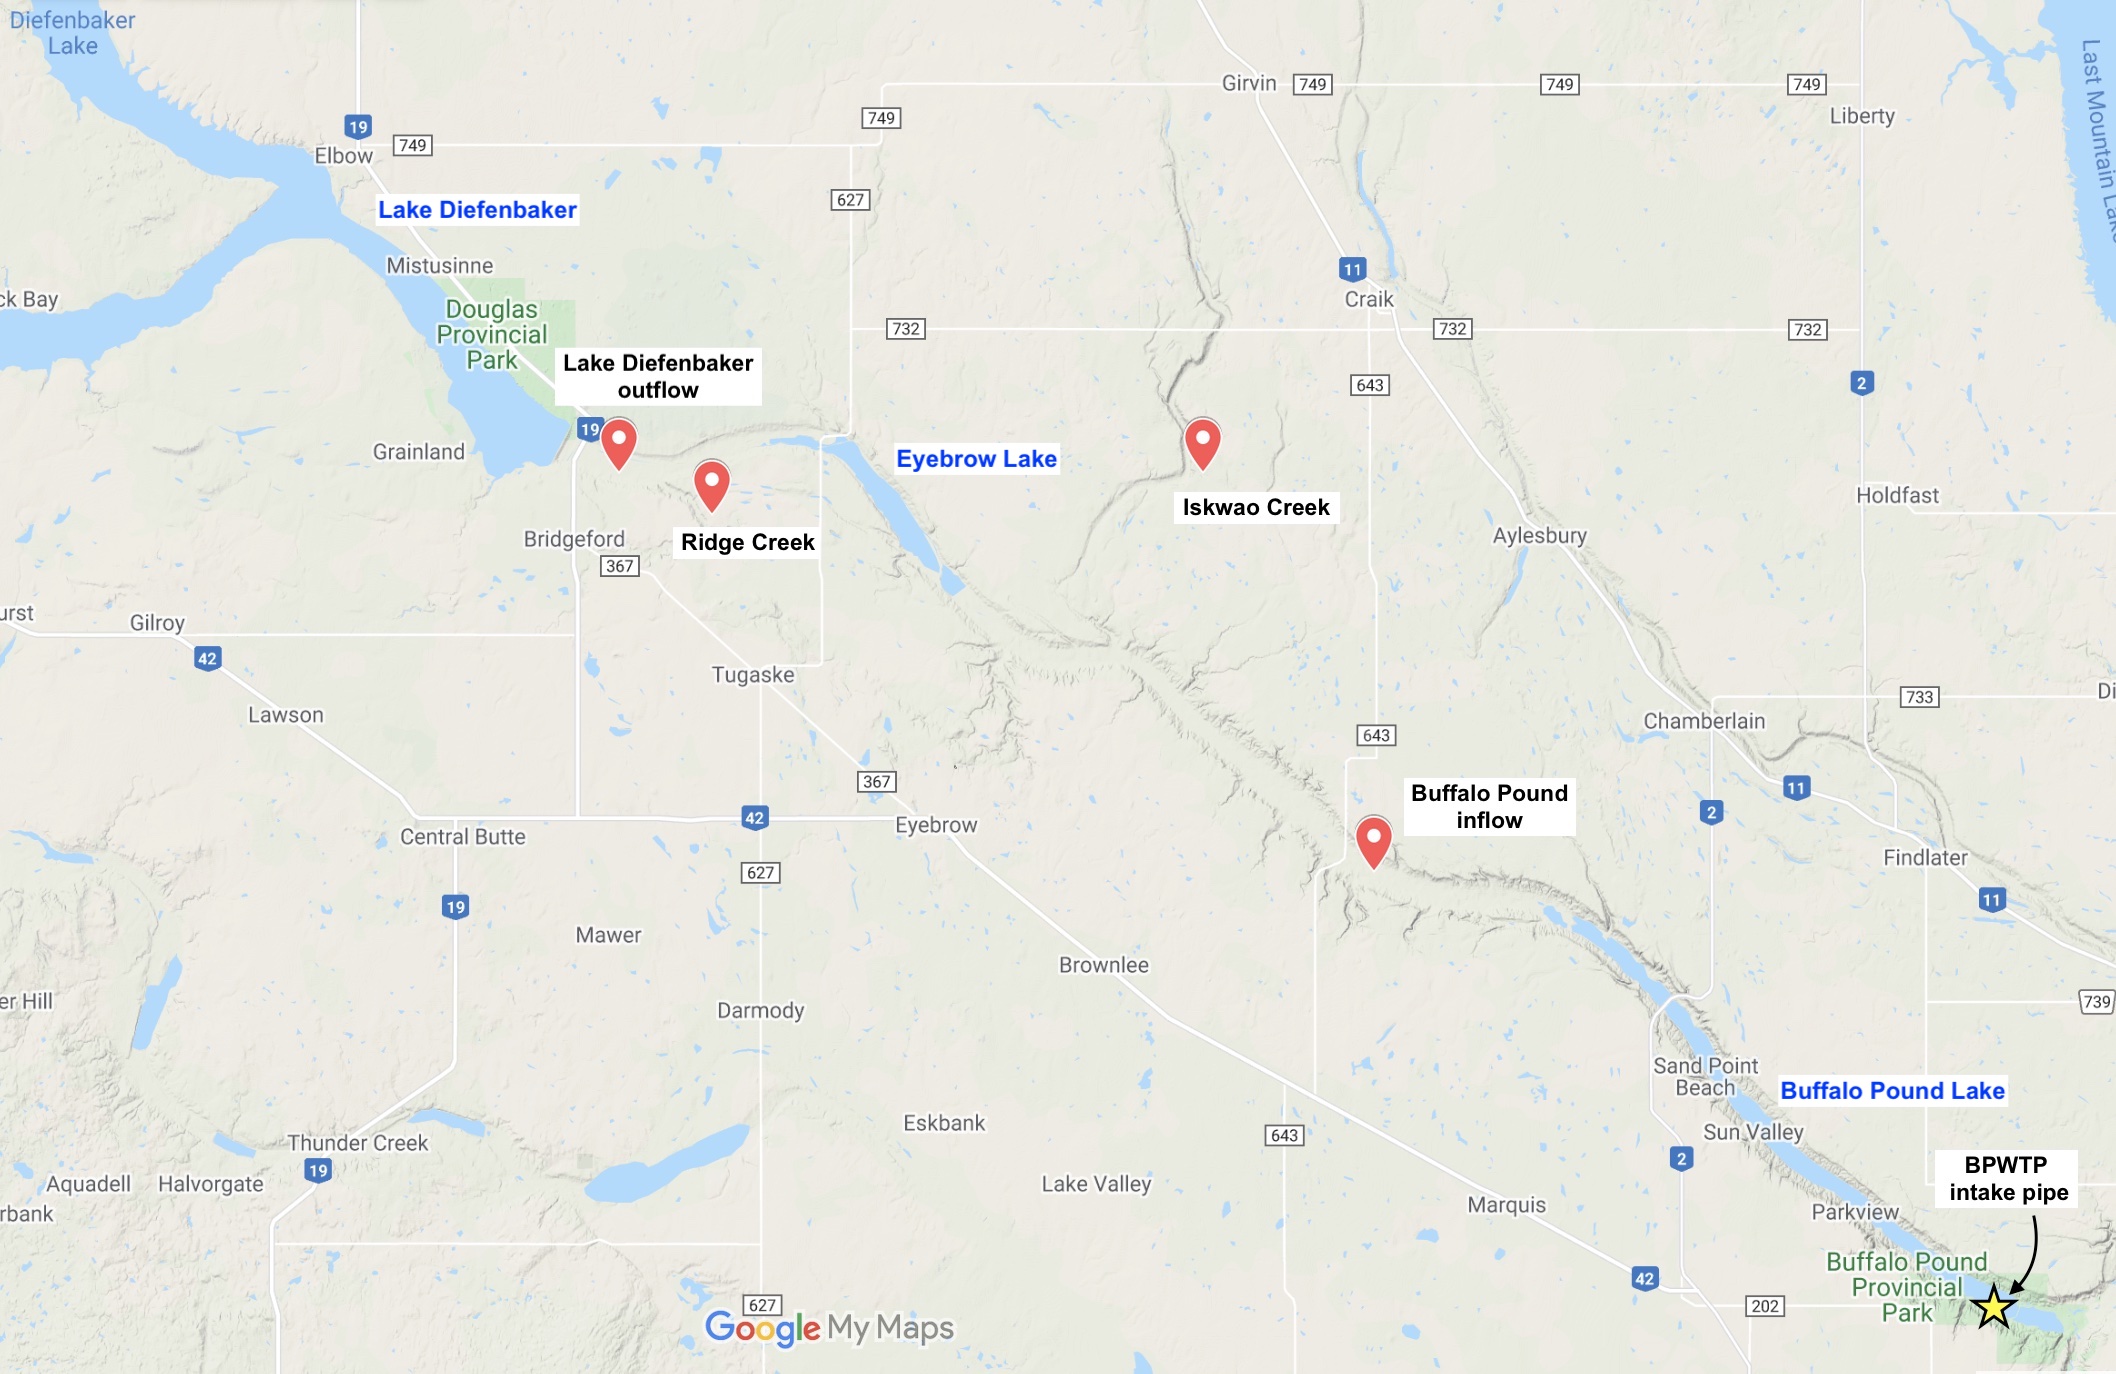 Diefenbaker
Lake
Last Mountain Lake
Girvin
749
749
749
Liberty
749
19
Elbow
749
627
Lake Diefenbaker
Mistusinne
11
ck Bay
Craik
Douglas
Provincial
Park
732
732
732
Lake Diefenbaker
outflow
643
2
19
Grainland
Eyebrow Lake
Iskwao Creek
Holdfast
Ridge Creek
Bridgeford
Aylesbury
367
urst
Gilroy
42
Tugaske
Lawson
733
Di
Chamberlain
643
367
Buffalo Pound
inflow
11
2
42
Eyebrow
Central Butte
627
Findlater
19
11
Mawer
Brownlee
er Hill
739
Darmody
Sand Point
Beach
Buffalo Pound Lake
Eskbank
Sun Valley
643
Thunder Creek
19
2
BPWTP
intake pipe
Aquadell
Halvorgate
Lake Valley
Marquis
Parkview
rbank
Buffalo Pound
Provincial
Park
42
627
202
Google My Maps